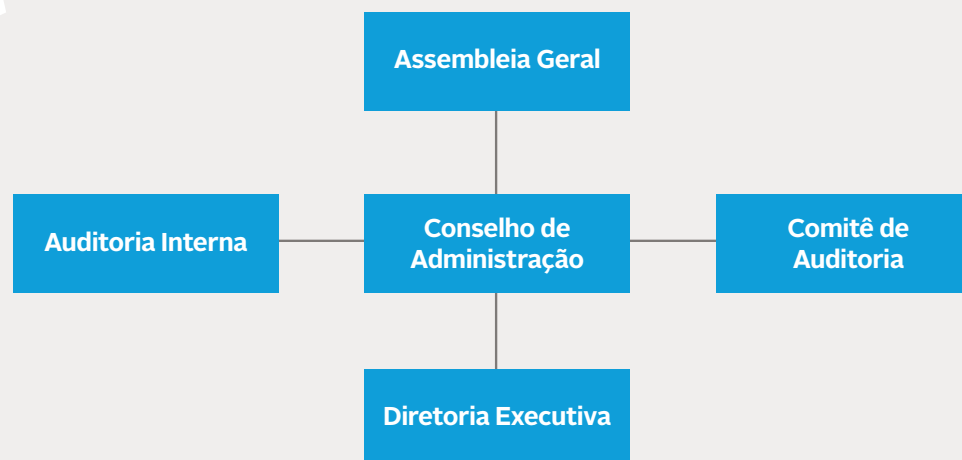 Assembleia Geral
Auditoria Interna
Conselho de
Administração
Comitê de
Auditoria
Diretoria Executiva